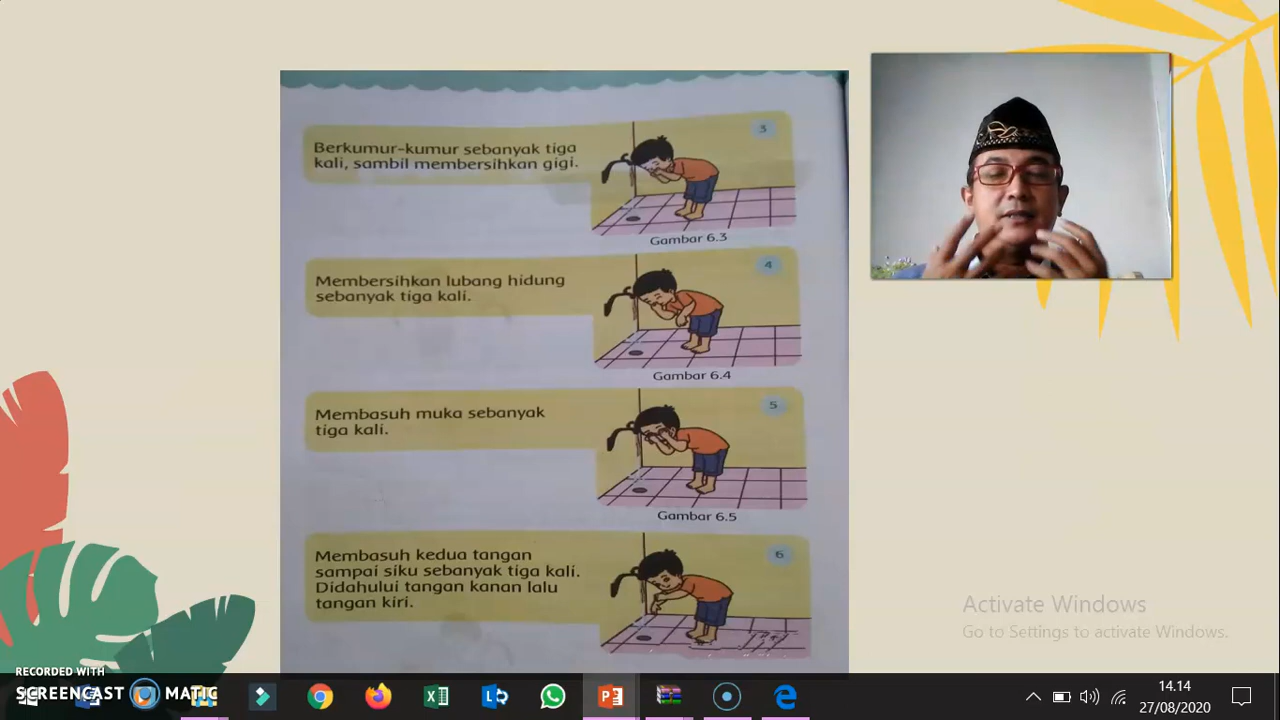 Berkumur-kumur sebanyak tiga
kali, sambil membersihkan gigi.
3
Gambar 6.3
Membersihkan lubang hidung
sebanyak tiga kali.
4
Gambar 6.4
Membasuh muka sebanyak
tiga kali.
5
Gambar 6.5
Membasuh kedua tangan
sampai siku sebanyak tiga kali.
Didahului tangan kanan lalu
tangan kiri.
6
Activate Windows
Go to Settings to activate Windows.
RECORDED WITH
SCREENCAST MATIC
14.14
27/08/2020